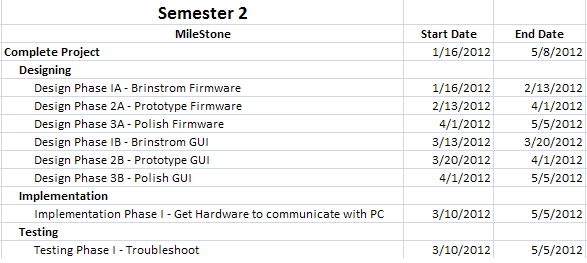 Semester 2
MileStone Start Date End Date
Complete Project 1/16/2012 5/8/2012
Designing
Design Phase IA - Brinstrom Firmware 1/16/2012 2/13/2012
Design Phase 2A - Prototype Firmware 2/13/2012 4/1/2012
Design Phase 3A - Polish Firmware 4/1/2012 5/5/2012
Design Phase IB - Brinstrom GUI 3/13/2012 3/20/2012
Design Phase 2B - Prototype GUI 3/20/2012 4/1/2012
Design Phase 3B - Polish GUI 4/1/2012 5/5/2012
Implementation
Implementation Phase I - Get Hardware to communicate with PC 3/10/2012 5/5/2012
Testing
Testing Phase I - Troubleshoot 3/10/2012 5/5/2012